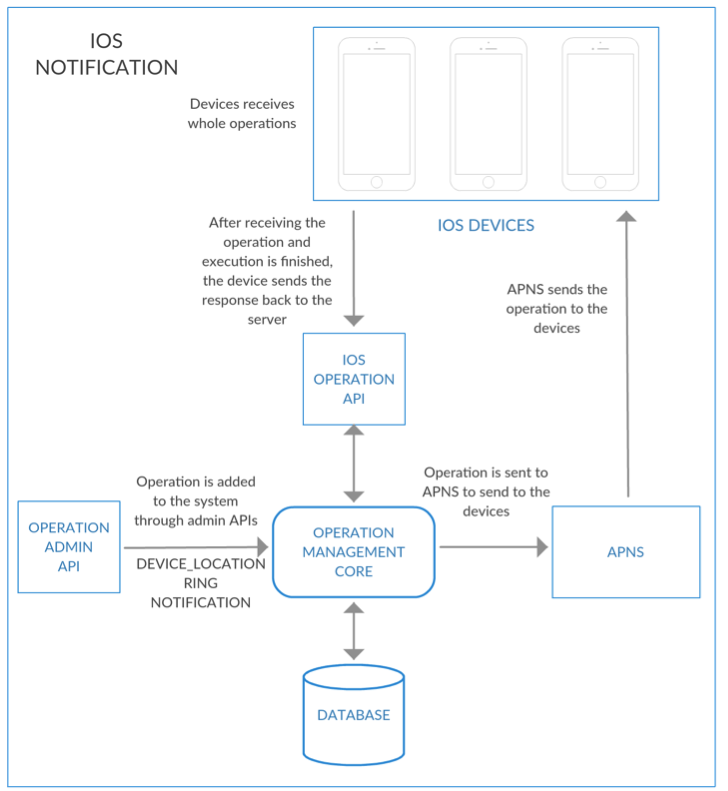 IOS
NOTIFICATION
Devices receives
whole operations
IOS DEVICES
After receiving the
operation and
execution is finished,
the device sends the
response back to the
server
APNS sends the
operation to the
devices
IOS
OPERATION
API
Operation is added
to the system
through admin APIs
Operation is sent to
APNS to send to the
devices
OPERATION
ADMIN
API
DEVICE_LOCATION
RING
NOTIFICATION
OPERATION
MANAGEMENT
CORE
APNS
DATABASE